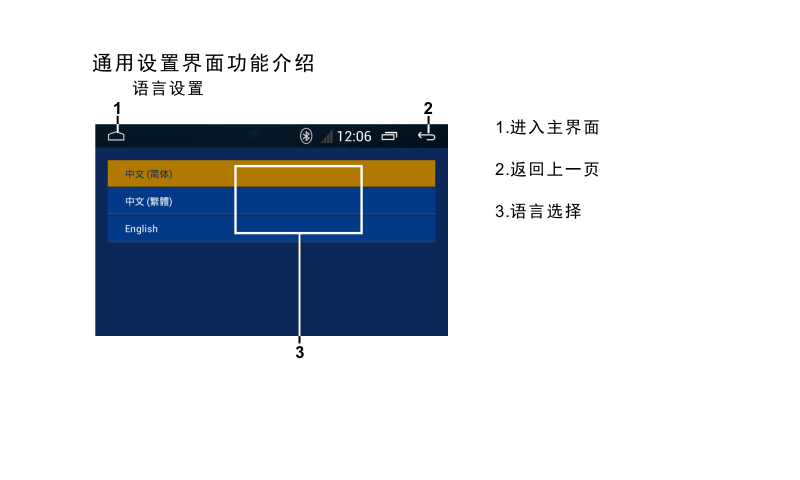 通用设置界面功能介绍
语言设置
1
2
12:06
中文 (简体)
中文 (繁體)
English
3
1.进入主界面
2.返回上一页
3.语言选择